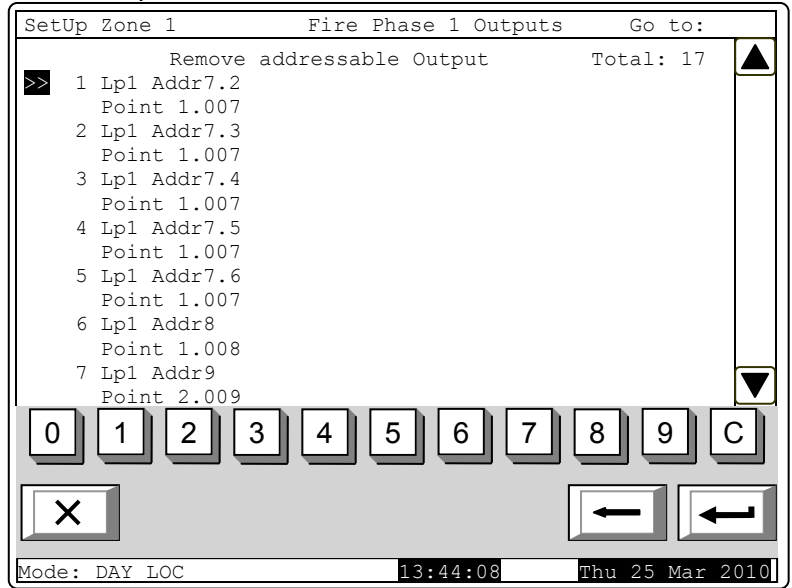 SetUp Zone 1 Fire Phase 1 Outputs Go to:
Remove addressable Output Total: 17
>> 1 Lp1 Addr7.2
Point 1.007
2 Lp1 Addr7.3
Point 1.007
3 Lp1 Addr7.4
Point 1.007
4 Lp1 Addr7.5
Point 1.007
5 Lp1 Addr7.6
Point 1.007
6 Lp1 Addr8
Point 1.008
7 Lp1 Addr9
Point 2.009
0 1 2 3 4 5 6 7 8 9 C
Mode: DAY LOC 13:44:08 Thu 25 Mar 2010